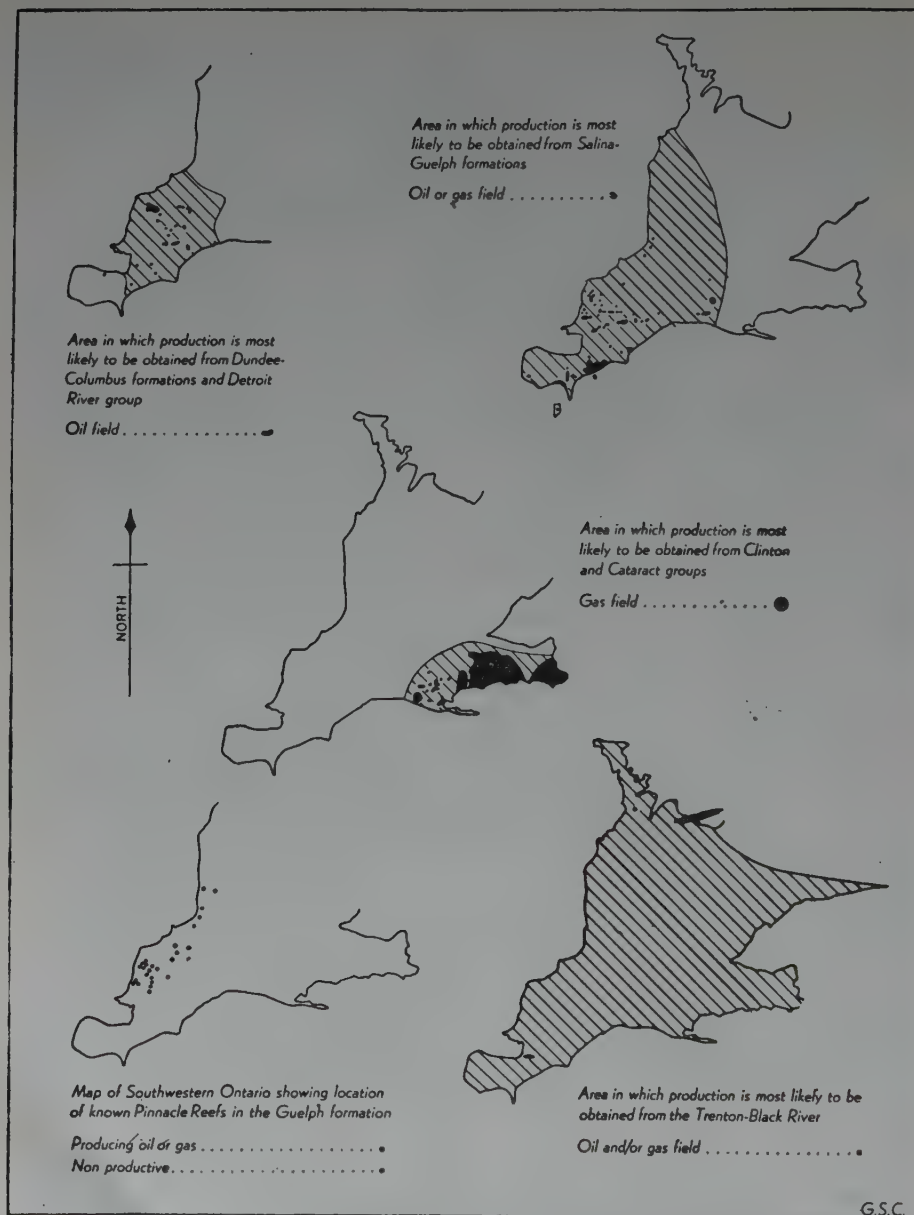 Area in which production is most
likely to be obtained from Salina-
Guelph formations
Oil or gas field
Area in which production is most
likely to be obtained from Dundee-
Columbus formations and Detroit
River group
Oil field
NORTH
Area in which production is most
likely to be obtained from Clinton
and Cataract groups
Gas field
Map of Southwestern Ontario showing location
of known Pinnacle Reefs in the Guelph formation
Producing oil or gas
Non productive
Area in which production is most likely to be
obtained from the Trenton-Black River
Oil and/or gas field
G.S.C.